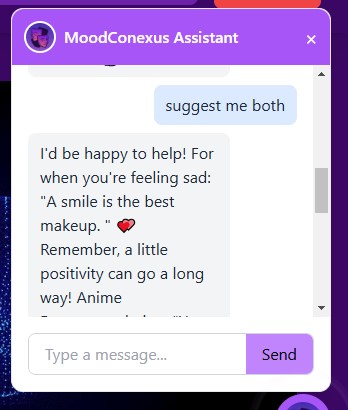 MoodConexus Assistant
×
suggest me both
I'd be happy to help! For
when you're feeling sad:
"A smile is the best
makeup. " 💕
Remember, a little
positivity can go a long
way! Anime
Type a message...
Send